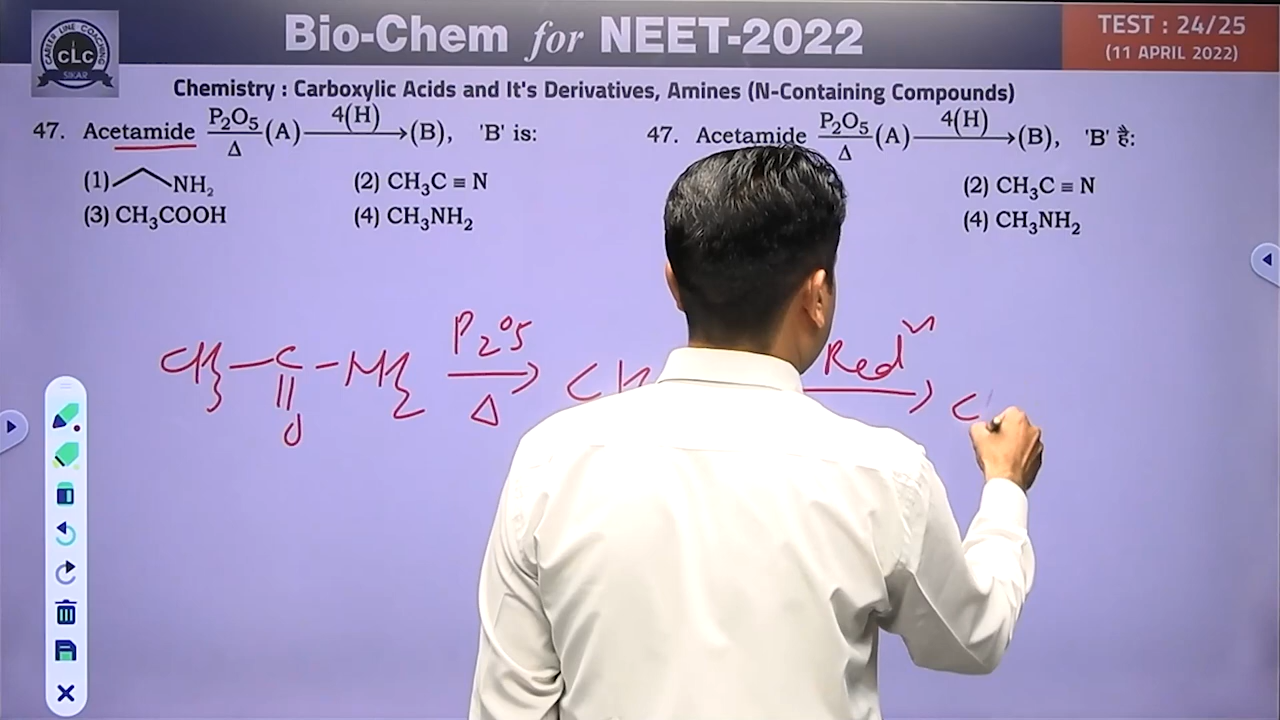 Bio-Chem for NEET-2022
TEST : 24/25
(11 APRIL 2022)
CAREER LINE COACHING
CLC
SIKAR
Chemistry : Carboxylic Acids and It's Derivatives, Amines (N-Containing Compounds)
47. Acetamide P₂O₅ Δ (A) 4(H) → (B), 'B' is:
(1) NH₂ (2) CH₃C ≡ N
(3) CH₃COOH (4) CH₃NH₂
47. Acetamide P₂O₅ Δ (A) 4(H) → (B), 'B' है:
(2) CH₃C ≡ N
(4) CH₃NH₂
CH₃–C–NH₂ P₂O₅ → CH Redⁿ → C
O Δ